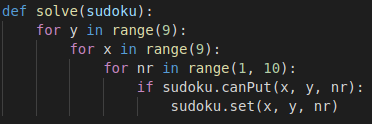 def solve(sudoku):
    for y in range(9):
        for x in range(9):
            for nr in range(1, 10):
                if sudoku.canPut(x, y, nr):
                    sudoku.set(x, y, nr)